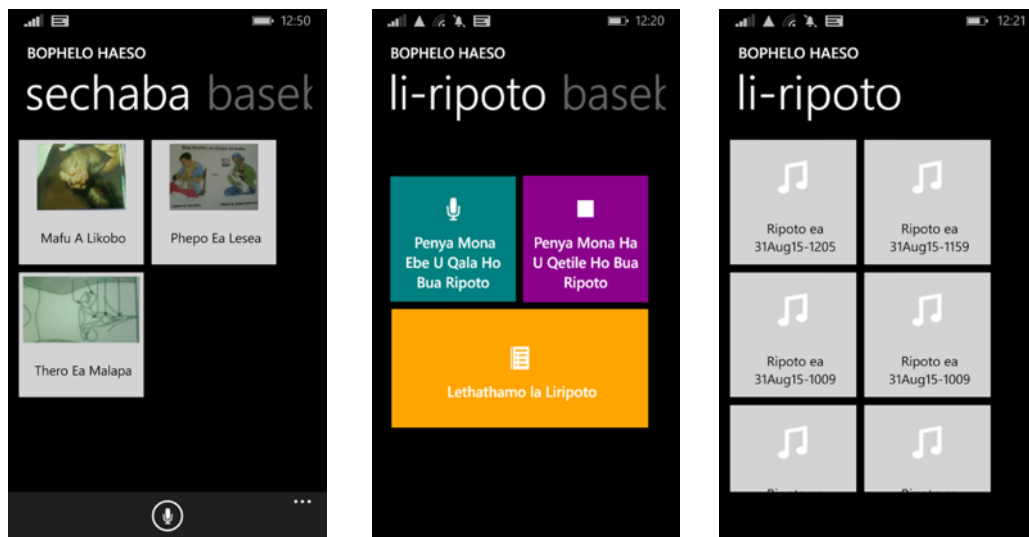 12:50
BOPHELO HAESO
sechaba baseb
Mafu A Likobo
Phepo Ea Lesea
Thero Ea Malapa
12:20
BOPHELO HAESO
li-ripoto baseb
Penya Mona
Ebe U Qala Ho
Bua Ripoto
Penya Mona Ha
U Qetile Ho Bua
Ripoto
Lethathamo la Liripoto
12:21
BOPHELO HAESO
li-ripoto
Ripoto ea
31Aug15-1205
Ripoto ea
31Aug15-1159
Ripoto ea
31Aug15-1009
Ripoto ea
31Aug15-1009